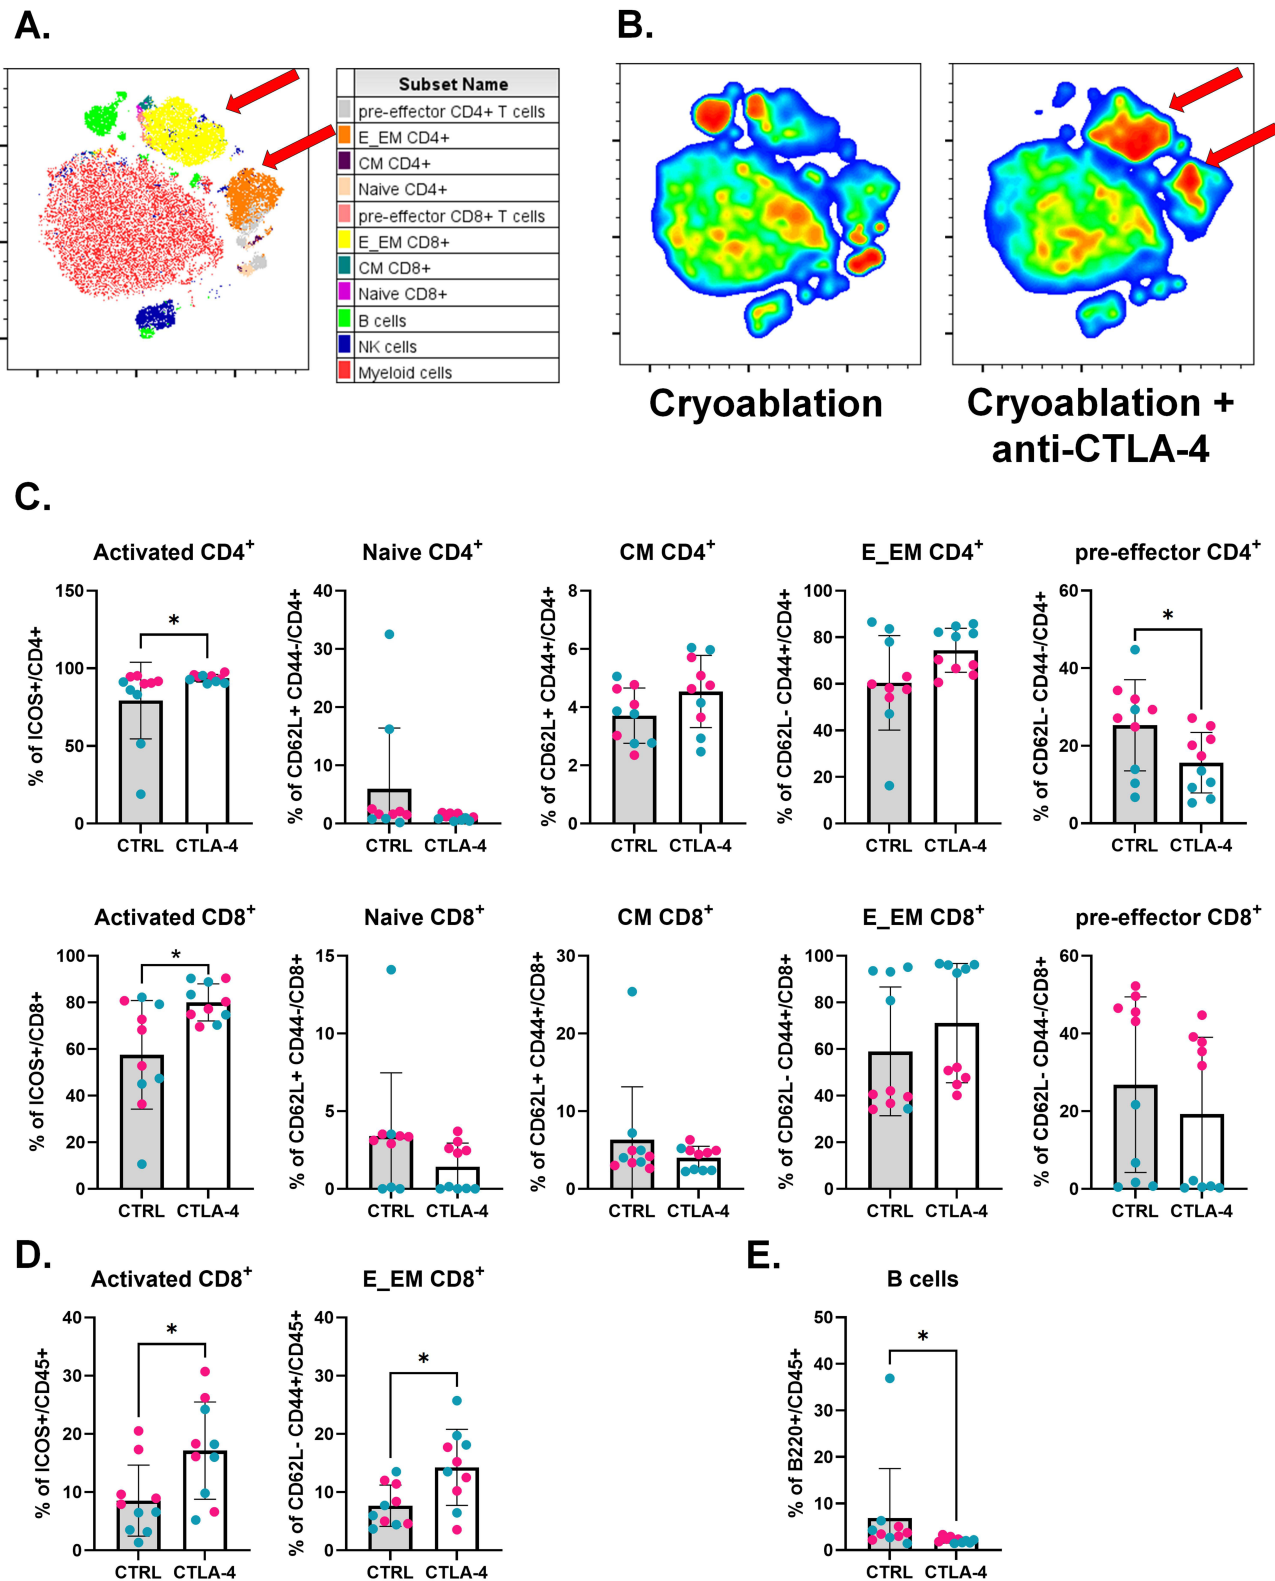 A.
B.
Subset Name
pre-effector CD4+ T cells
E_EM CD4+
CM CD4+
Naive CD4+
pre-effector CD8+ T cells
E_EM CD8+
CM CD8+
Naive CD8+
B cells
NK cells
Myeloid cells
Cryoablation
Cryoablation +
anti-CTLA-4
C.
Activated CD4+
% of ICOS+/CD4+
150
100
50
0
*
CTRL CTLA-4
Naive CD4+
% of CD62L+ CD44-/CD4+
40
30
20
10
0
CTRL CTLA-4
CM CD4+
% of CD62L+ CD44+/CD4+
8
6
4
2
0
CTRL CTLA-4
E_EM CD4+
% of CD62L- CD44+/CD4+
100
80
60
40
20
0
CTRL CTLA-4
pre-effector CD4+
% of CD62L- CD44-/CD4+
60
40
20
0
*
CTRL CTLA-4
Activated CD8+
% of ICOS+/CD8+
100
80
60
40
20
0
*
CTRL CTLA-4
Naive CD8+
% of CD62L+ CD44-/CD8+
15
10
5
0
CTRL CTLA-4
CM CD8+
% of CD62L+ CD44+/CD8+
30
20
10
0
CTRL CTLA-4
E_EM CD8+
% of CD62L- CD44+/CD8+
100
80
60
40
20
0
CTRL CTLA-4
pre-effector CD8+
% of CD62L- CD44-/CD8+
60
40
20
0
CTRL CTLA-4
D.
Activated CD8+
% of ICOS+/CD45+
40
30
20
10
0
*
CTRL CTLA-4
E_EM CD8+
% of CD62L- CD44+/CD45+
40
30
20
10
0
*
CTRL CTLA-4
E.
B cells
% of B220+/CD45+
50
40
30
20
10
0
*
CTRL CTLA-4